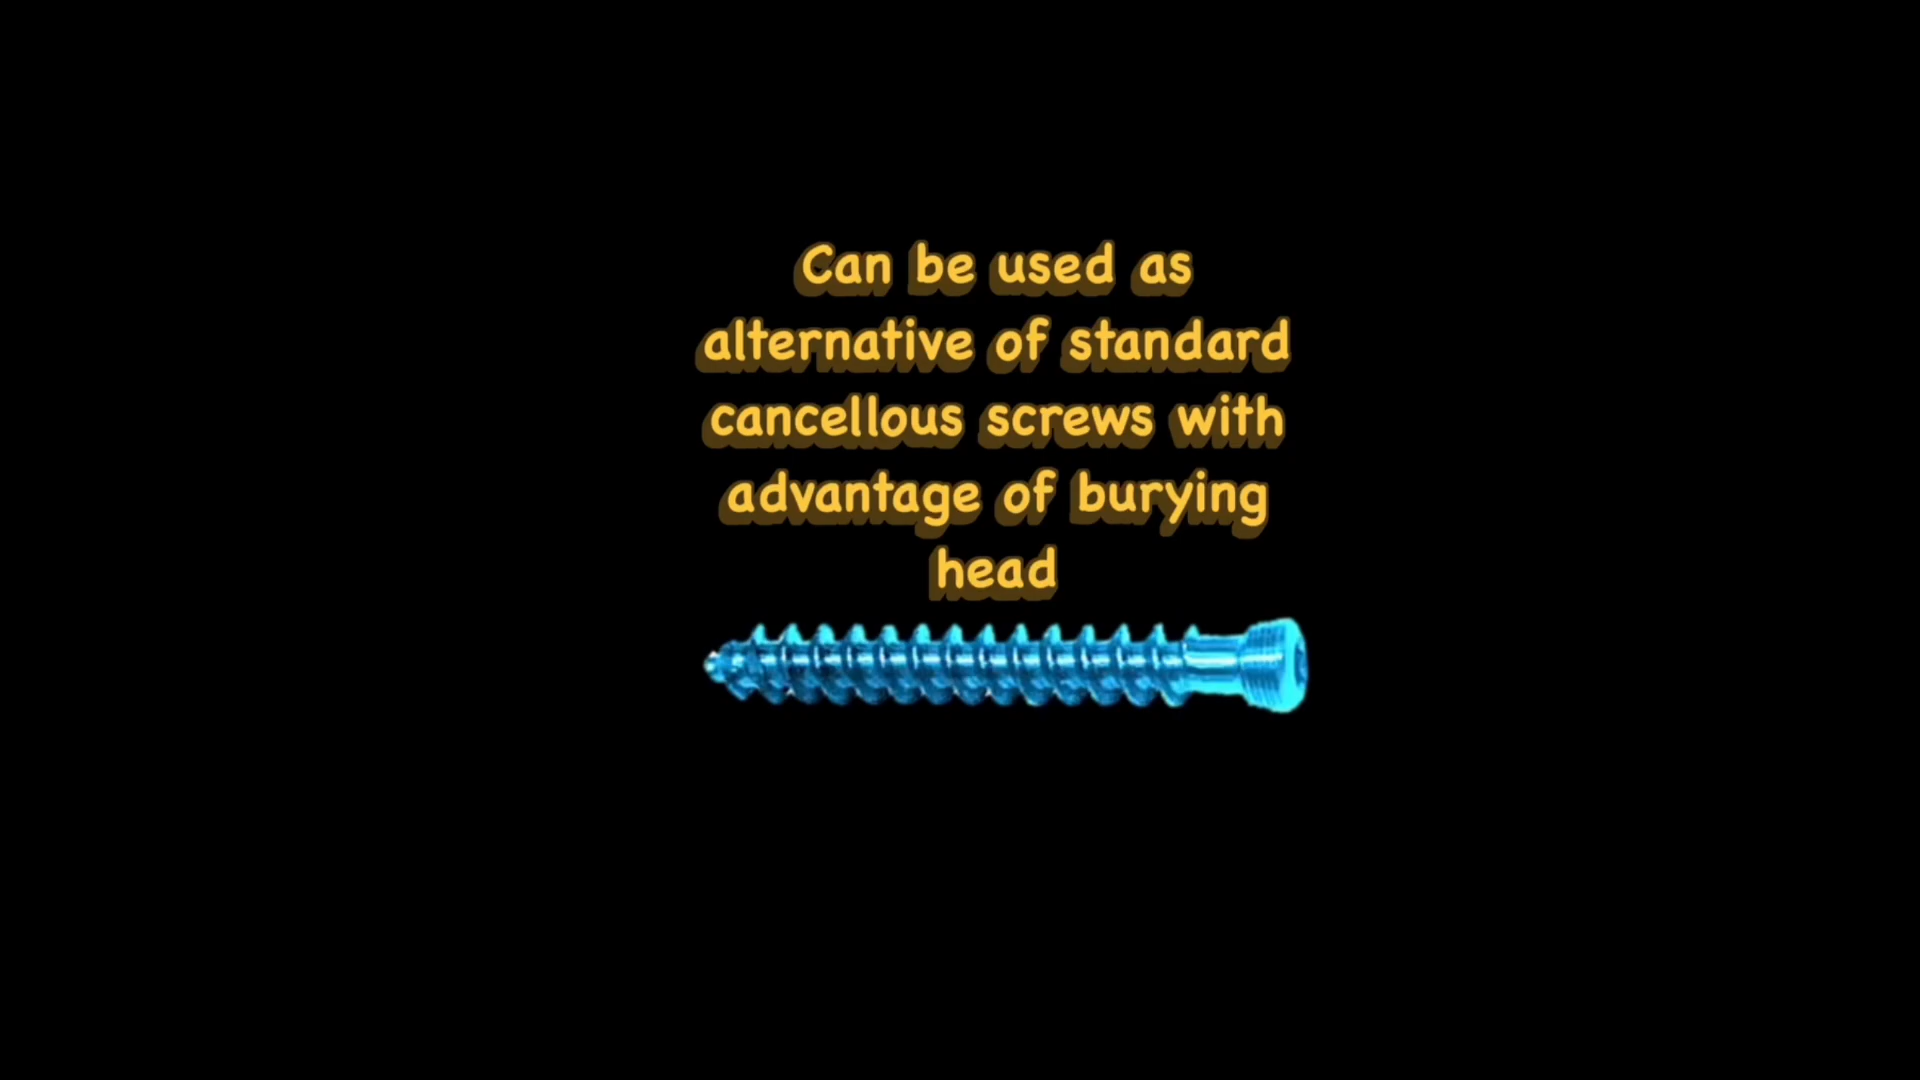 Can be used as
alternative of standard
cancellous screws with
advantage of burying
head